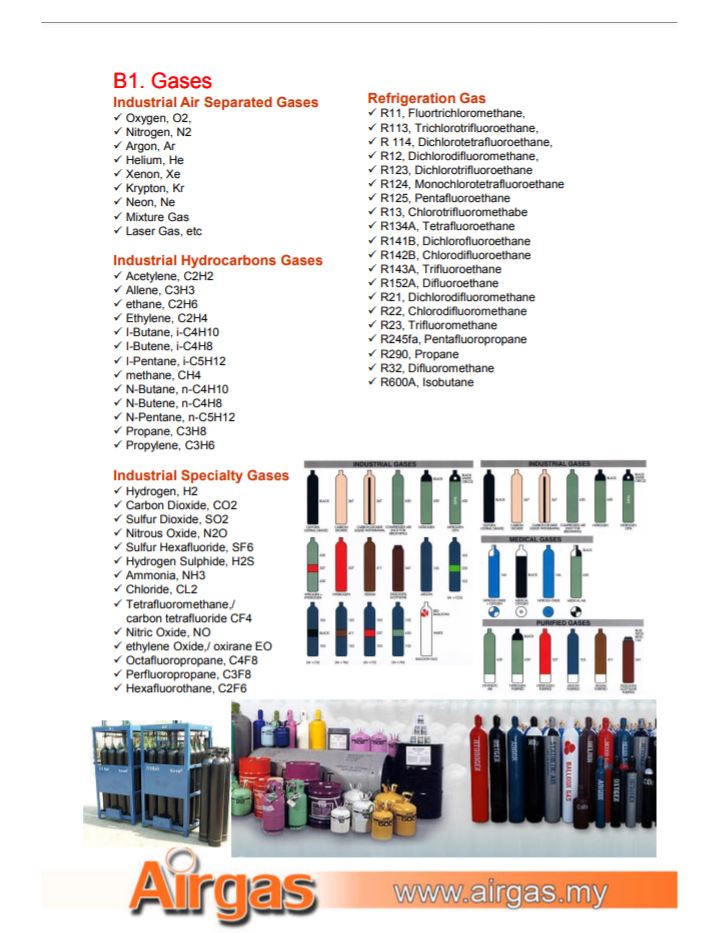 B1. Gases
Industrial Air Separated Gases
✓ Oxygen, O2,
✓ Nitrogen, N2
✓ Argon, Ar
✓ Helium, He
✓ Xenon, Xe
✓ Krypton, Kr
✓ Neon, Ne
✓ Mixture Gas
✓ Laser Gas, etc
Industrial Hydrocarbons Gases
✓ Acetylene, C2H2
✓ Allene, C3H3
✓ ethane, C2H6
✓ Ethylene, C2H4
✓ I-Butane, i-C4H10
✓ I-Butene, i-C4H8
✓ I-Pentane, i-C5H12
✓ methane, CH4
✓ N-Butane, n-C4H10
✓ N-Butene, n-C4H8
✓ N-Pentane, n-C5H12
✓ Propane, C3H8
✓ Propylene, C3H6
Industrial Specialty Gases
✓ Hydrogen, H2
✓ Carbon Dioxide, CO2
✓ Sulfur Dioxide, SO2
✓ Nitrous Oxide, N2O
✓ Sulfur Hexafluoride, SF6
✓ Hydrogen Sulphide, H2S
✓ Ammonia, NH3
✓ Chloride, CL2
✓ Tetrafluoromethane,/
carbon tetrafluoride CF4
✓ Nitric Oxide, NO
✓ ethylene Oxide,/ oxirane EO
✓ Octafluoropropane, C4F8
✓ Perfluoropropane, C3F8
✓ Hexafluorothane, C2F6
Refrigeration Gas
✓ R11, Fluortrichloromethane,
✓ R113, Trichlorotrifluoroethane,
✓ R 114, Dichlorotetrafluoroethane,
✓ R12, Dichlorodifluoromethane,
✓ R123, Dichlorotrifluoroethane
✓ R124, Monochlorotetrafluoroethane
✓ R125, Pentafluoroethane
✓ R13, Chlorotrifluoromethabe
✓ R134A, Tetrafluoroethane
✓ R141B, Dichlorofluoroethane
✓ R142B, Chlorodifluoroethane
✓ R143A, Trifluoroethane
✓ R152A, Difluoroethane
✓ R21, Dichlorodifluoromethane
✓ R22, Chlorodifluoromethane
✓ R23, Trifluoromethane
✓ R245fa, Pentafluoropropane
✓ R290, Propane
✓ R32, Difluoromethane
✓ R600A, Isobutane
INDUSTRIAL GASES
INDUSTRIAL GASES
MEDICAL GASES
PURIFIED GASES
HYDROGEN
OXYGEN
BALLOON GAS
OXYGEN
Airgas
www.airgas.my